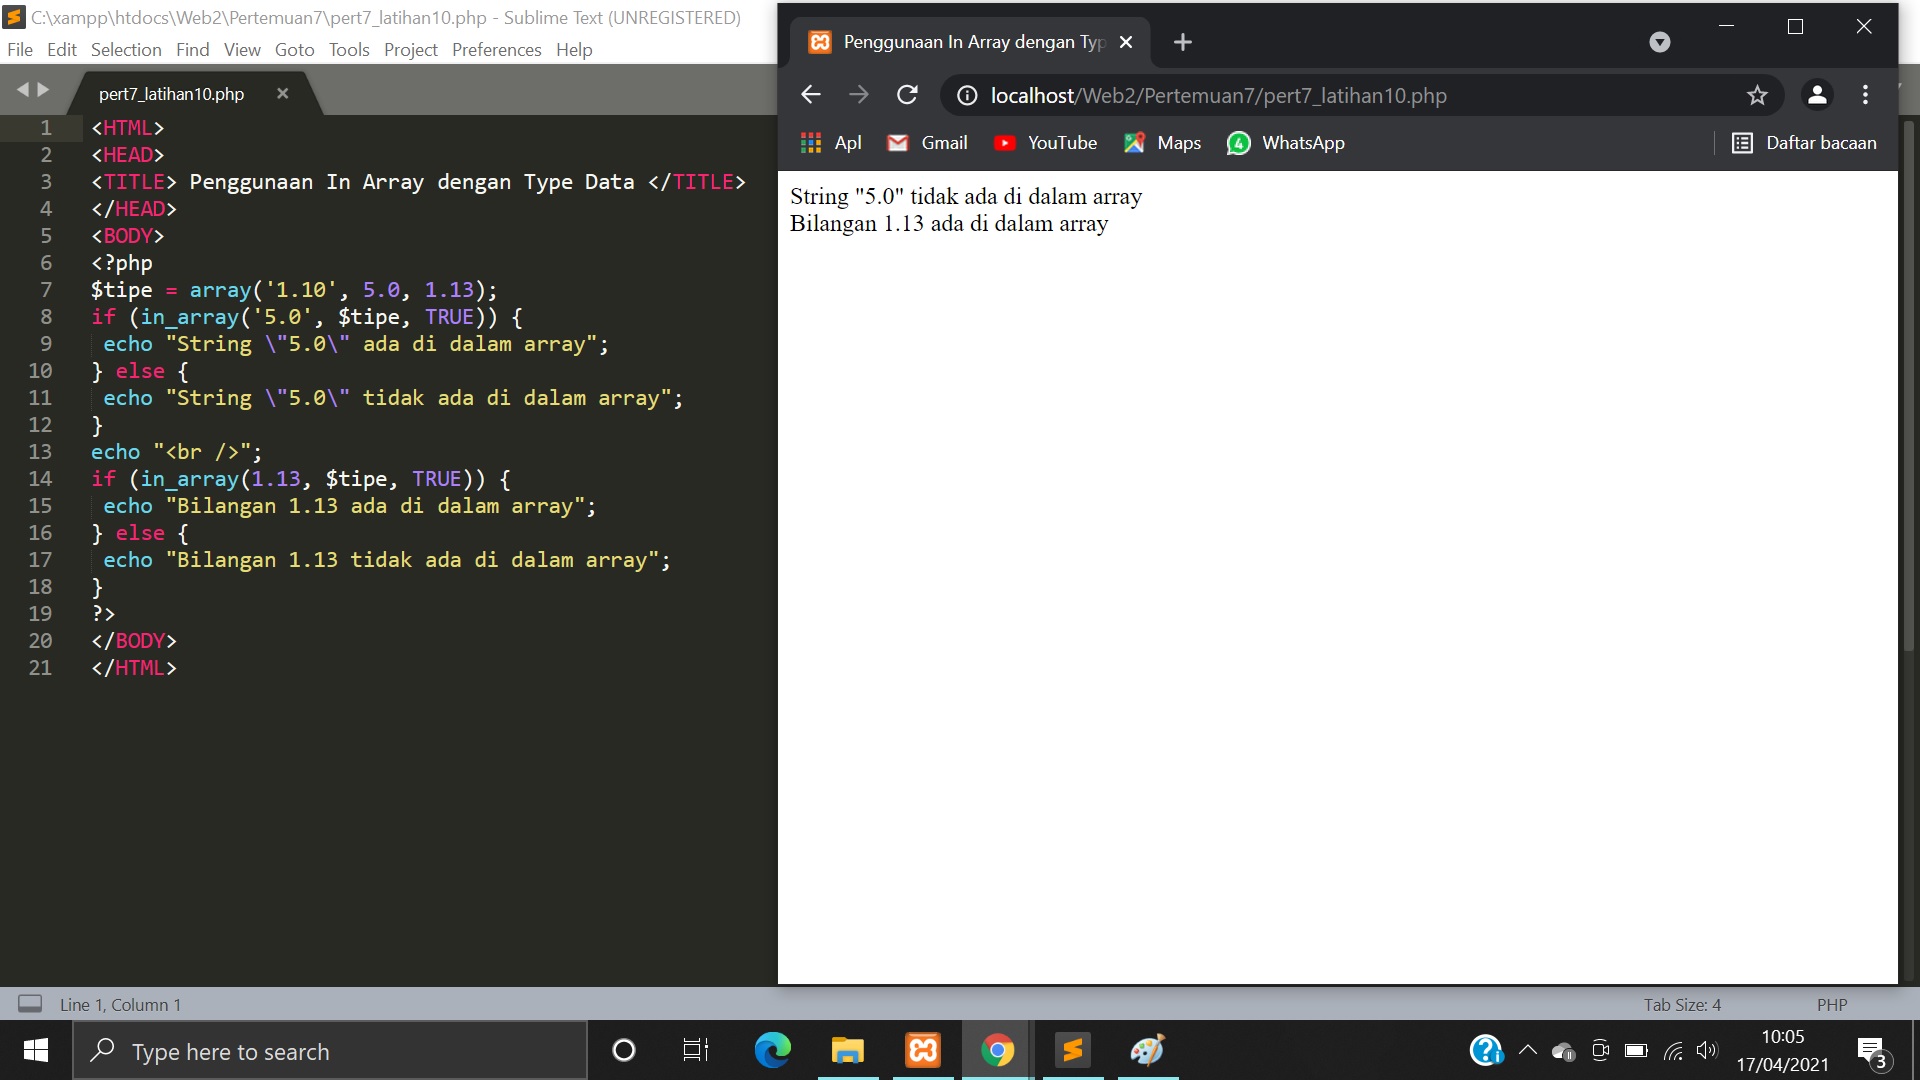 C:\xampp\htdocs\Web2\Pertemuan7\pert7_latihan10.php - Sublime Text (UNREGISTERED)
File Edit Selection Find View Goto Tools Project Preferences Help
pert7_latihan10.php
1 <HTML>
2 <HEAD>
3 <TITLE> Penggunaan In Array dengan Type Data </TITLE>
4 </HEAD>
5 <BODY>
6 <?php
7 $tipe = array('1.10', 5.0, 1.13);
8 if (in_array('5.0', $tipe, TRUE)) {
9 echo "String \"5.0\" ada di dalam array";
10 } else {
11 echo "String \"5.0\" tidak ada di dalam array";
12 }
13 echo "<br />";
14 if (in_array(1.13, $tipe, TRUE)) {
15 echo "Bilangan 1.13 ada di dalam array";
16 } else {
17 echo "Bilangan 1.13 tidak ada di dalam array";
18 }
19 ?>
20 </BODY>
21 </HTML>
Line 1, Column 1
Tab Size: 4 PHP
Penggunaan In Array dengan Typ
localhost/Web2/Pertemuan7/pert7_latihan10.php
Apl Gmail YouTube Maps 4 WhatsApp Daftar bacaan
String "5.0" tidak ada di dalam array
Bilangan 1.13 ada di dalam array
Type here to search
10:05
17/04/2021
3